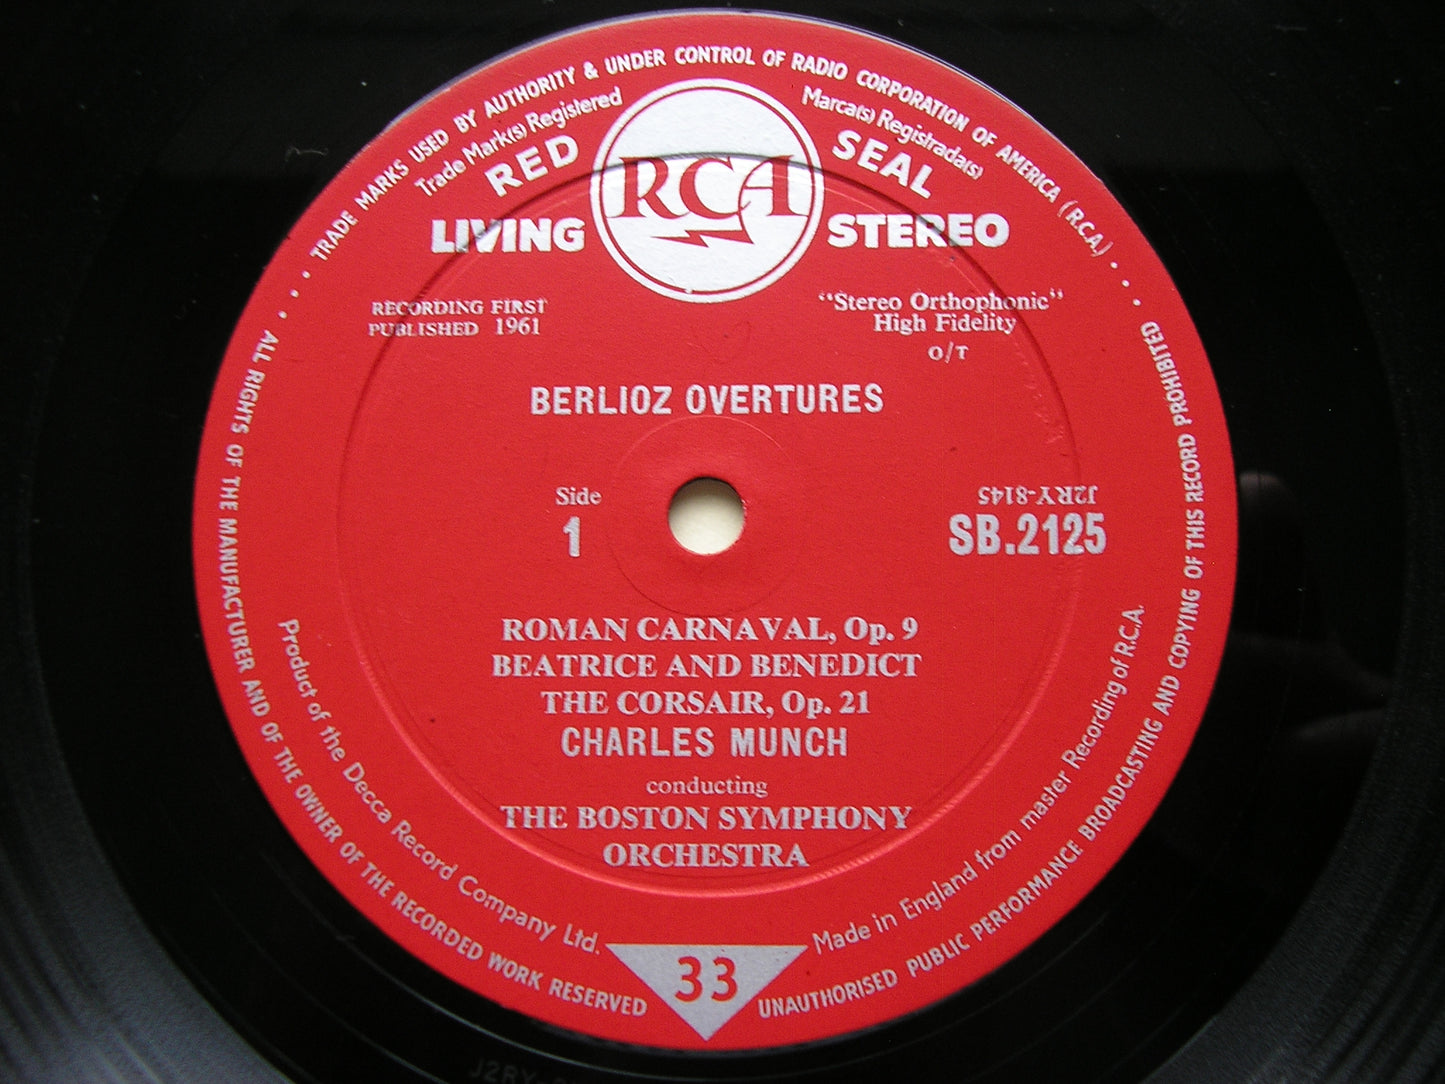 TRADE MARKS USED BY AUTHORITY & UNDER CONTROL OF RADIO CORPORATION OF AMERICA (R.C.A.)
Trade Mark(s) Registered
Marca(s) Registrada(s)
RED
SEAL
RCA
LIVING
STEREO
RECORDING FIRST
PUBLISHED 1961
"Stereo Orthophonic"
High Fidelity
O/T
BERLIOZ OVERTURES
Side
1
J2RY-8145
SB.2125
ROMAN CARNAVAL, Op. 9
BEATRICE AND BENEDICT
THE CORSAIR, Op. 21
CHARLES MUNCH
conducting
THE BOSTON SYMPHONY
ORCHESTRA
Product of the Decca Record Company Ltd.
33
Made in England from master Recording of R.C.A.
ALL RIGHTS OF THE MANUFACTURER AND OF THE OWNER OF THE RECORDED WORK RESERVED
UNAUTHORISED PUBLIC PERFORMANCE BROADCASTING AND COPYING OF THIS RECORD PROHIBITED